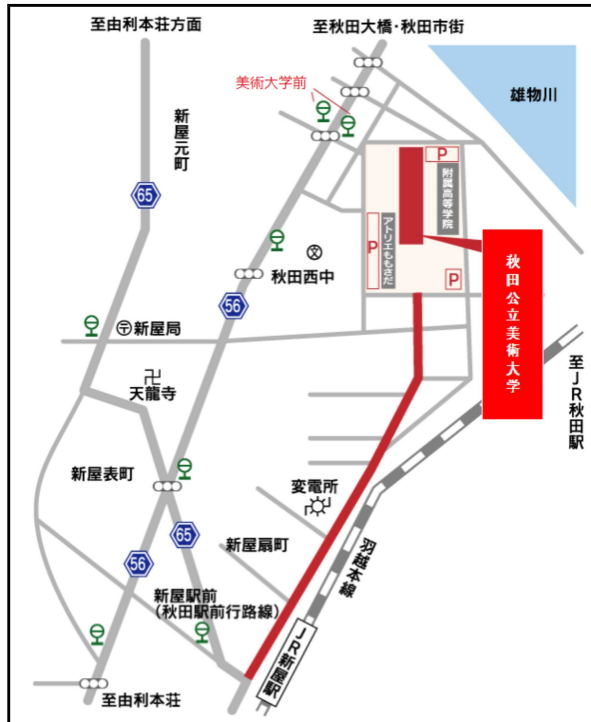 至由利本荘方面
至秋田大橋・秋田市街
美術大学前
雄物川
新屋元町
65
P
附属高等学院
アトリエももさだ
P
P
秋田公立美術大学
文
秋田西中
56
〒新屋局
至JR秋田駅
卍
天龍寺
新屋表町
変電所
65
56
新屋扇町
羽越本線
新屋駅前
(秋田駅前行路線)
JR新屋駅
至由利本荘